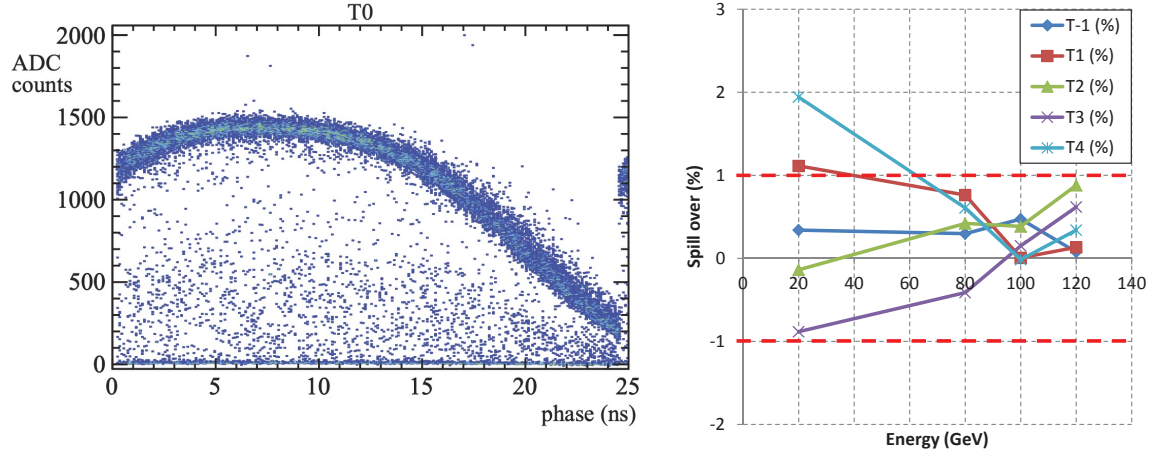 T0
ADC
counts
2000
1500
1000
500
0
0 5 10 15 20 25
phase (ns)
3
2
1
0
-1
-2
0 20 40 60 80 100 120 140
Spill over (%)
Energy (GeV)
T-1 (%)
T1 (%)
T2 (%)
T3 (%)
T4 (%)